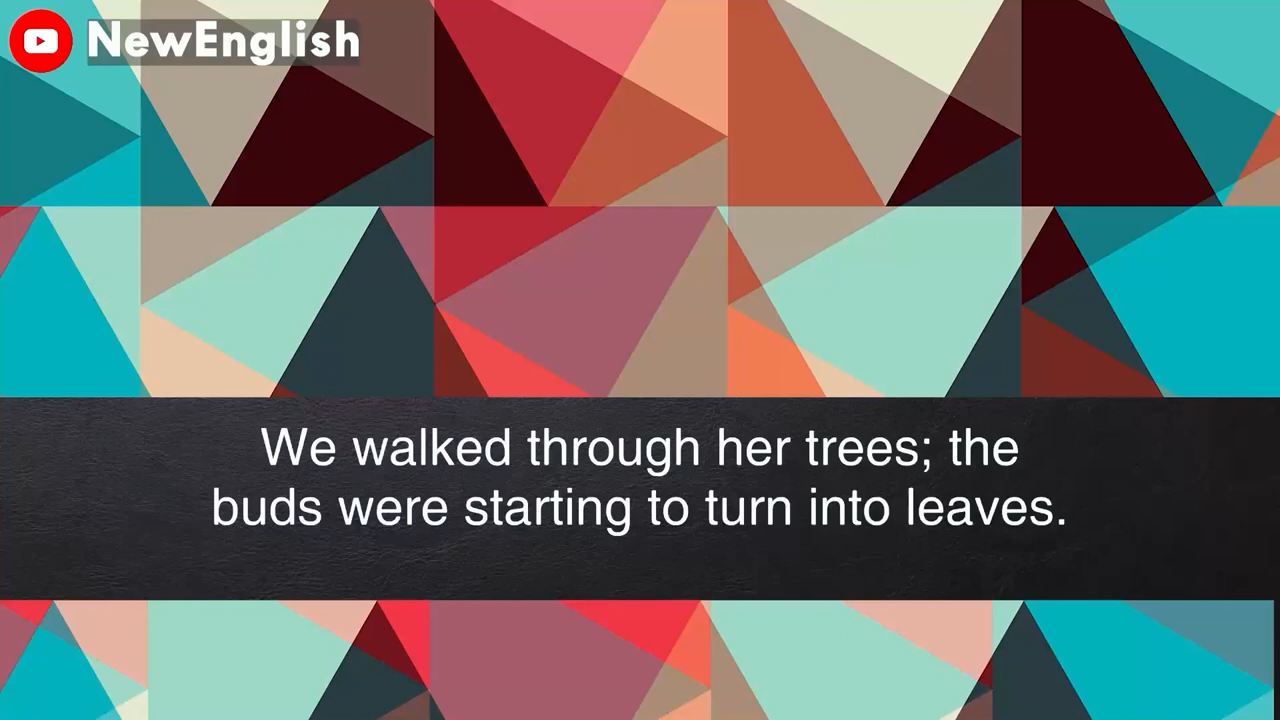 NewEnglish
We walked through her trees; the
buds were starting to turn into leaves.